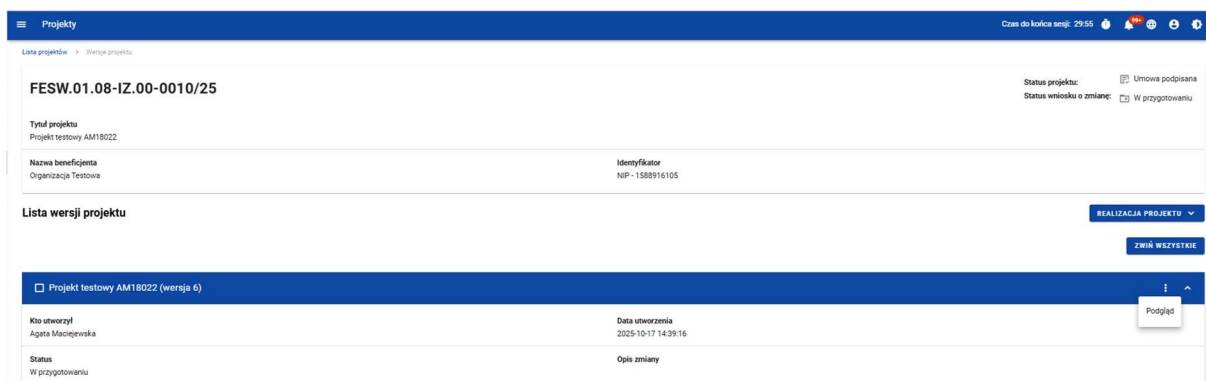 Projekty
Czas do końca sesji: 29:55
99+
Lista projektów > Wersje projektu
FESW.01.08-IZ.00-0010/25
Status projektu: Umowa podpisana
Status wniosku o zmianę: W przygotowaniu
Tytuł projektu
Projekt testowy AM18022
Nazwa beneficjenta
Organizacja Testowa
Identyfikator
NIP - 1588916105
Lista wersji projektu
REALIZACJA PROJEKTU
ZWIŃ WSZYSTKIE
Projekt testowy AM18022 (wersja 6)
Podgląd
Kto utworzył
Agata Maciejewska
Data utworzenia
2025-10-17 14:39:16
Status
W przygotowaniu
Opis zmiany